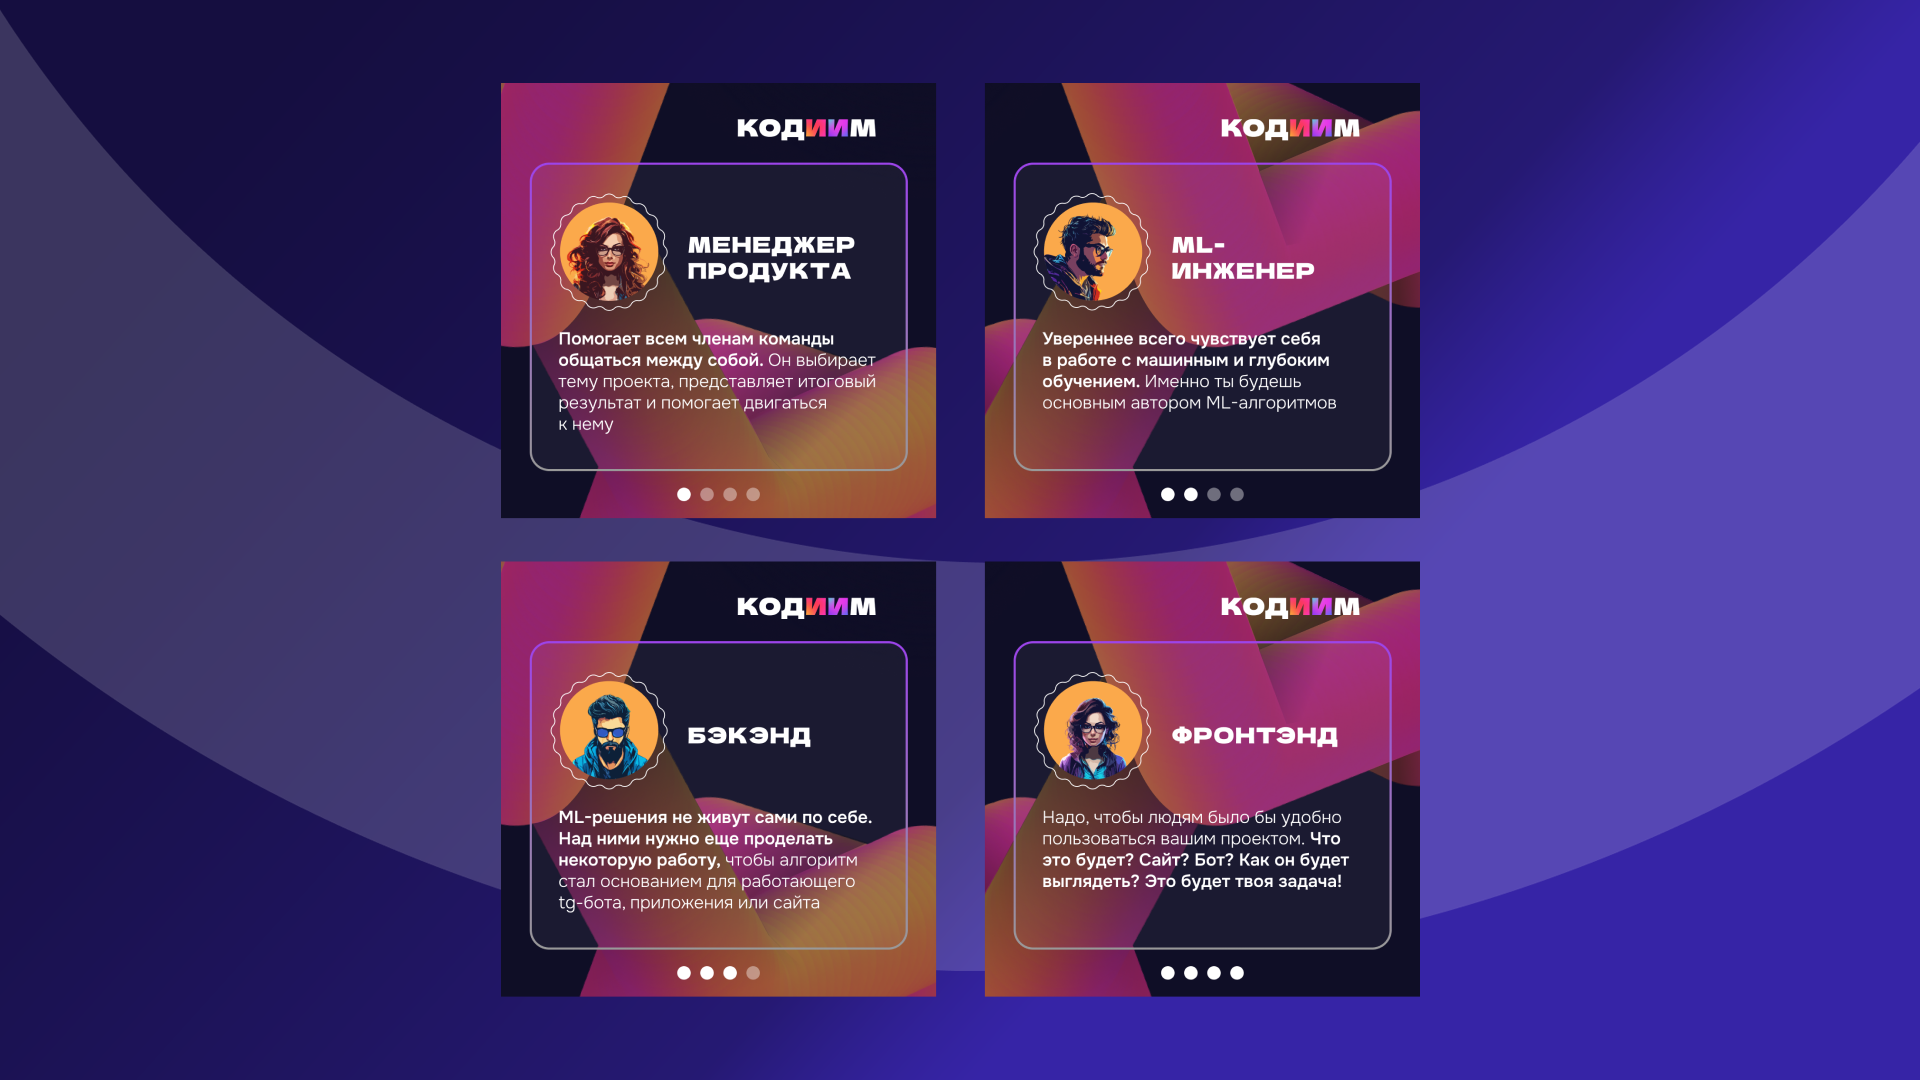 КОДИИМ
МЕНЕДЖЕР
ПРОДУКТА
Помогает всем членам команды
общаться между собой. Он выбирает
тему проекта, представляет итоговый
результат и помогает двигаться
к нему
КОДИИМ
ML-
ИНЖЕНЕР
Увереннее всего чувствует себя
в работе с машинным и глубоким
обучением. Именно ты будешь
основным автором ML-алгоритмов
КОДИИМ
БЭКЭНД
ML-решения не живут сами по себе.
Над ними нужно еще проделать
некоторую работу, чтобы алгоритм
стал основанием для работающего
tg-бота, приложения или сайта
КОДИИМ
ФРОНТЭНД
Надо, чтобы людям было бы удобно
пользоваться вашим проектом. Что
это будет? Сайт? Бот? Как он будет
выглядеть? Это будет твоя задача!